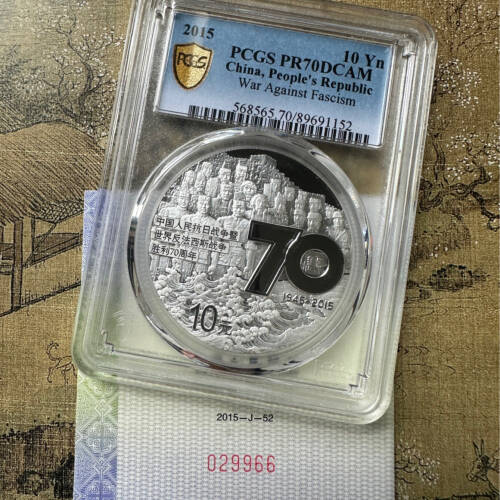 2015
10 Yn
PCGS
PCGS PR70DCAM
China, People's Republic
War Against Fascism
568565.70/89691152
中国人民抗日战争暨
世界反法西斯战争
胜利70周年
70
1945-2015
10元
2015-J-52
029966